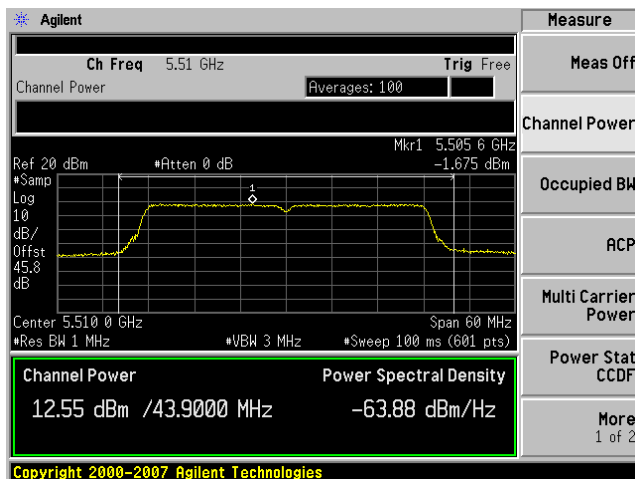 Agilent
Measure
Ch Freq 5.51 GHz Trig Free
Channel Power Averages: 100
Mkr1 5.505 6 GHz
Ref 20 dBm #Atten 0 dB -1.675 dBm
#Samp
Log
10
dB/
Offst
45.8
dB
1
Center 5.510 0 GHz Span 60 MHz
#Res BW 1 MHz #VBW 3 MHz #Sweep 100 ms (601 pts)
Channel Power Power Spectral Density
12.55 dBm /43.9000 MHz -63.88 dBm/Hz
Copyright 2000-2007 Agilent Technologies
Meas Off
Channel Power
Occupied BW
ACP
Multi Carrier
Power
Power Stat
CCDF
More
1 of 2